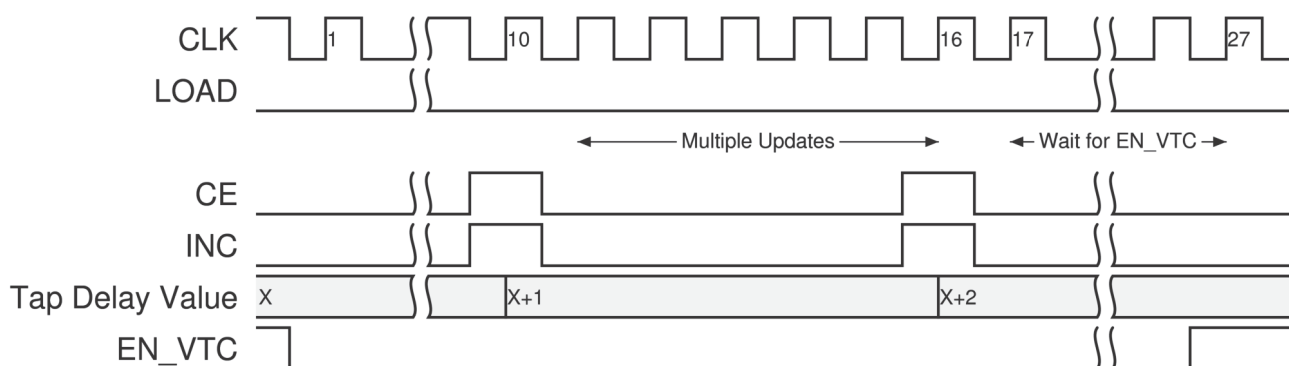 CLK 1 10 16 17 27
LOAD
Multiple Updates Wait for EN_VTC
CE
INC
Tap Delay Value X X+1 X+2
EN_VTC